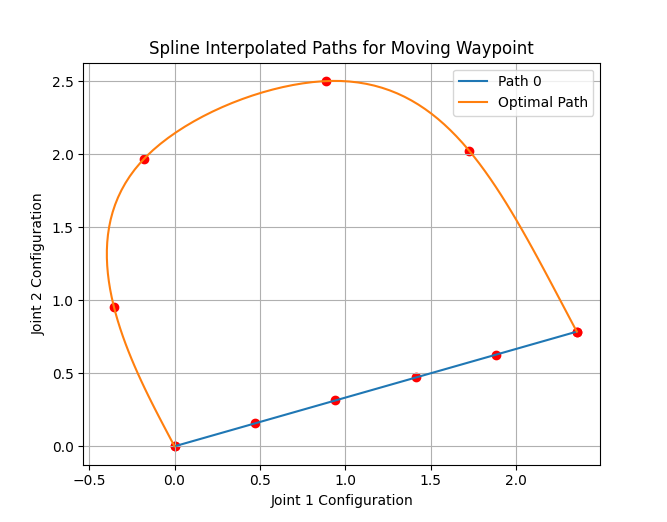 Spline Interpolated Paths for Moving Waypoint
Path 0
Optimal Path
2.5
2.0
1.5
1.0
0.5
0.0
Joint 2 Configuration
−0.5 0.0 0.5 1.0 1.5 2.0
Joint 1 Configuration